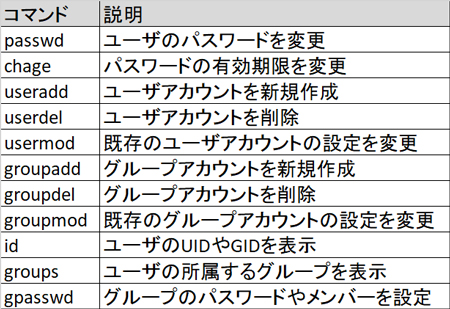 コマンド 説明
passwd ユーザのパスワードを変更
chage パスワードの有効期限を変更
useradd ユーザアカウントを新規作成
userdel ユーザアカウントを削除
usermod 既存のユーザアカウントの設定を変更
groupadd グループアカウントを新規作成
groupdel グループアカウントを削除
groupmod 既存のグループアカウントの設定を変更
id ユーザのUIDやGIDを表示
groups ユーザの所属するグループを表示
gpasswd グループのパスワードやメンバーを設定